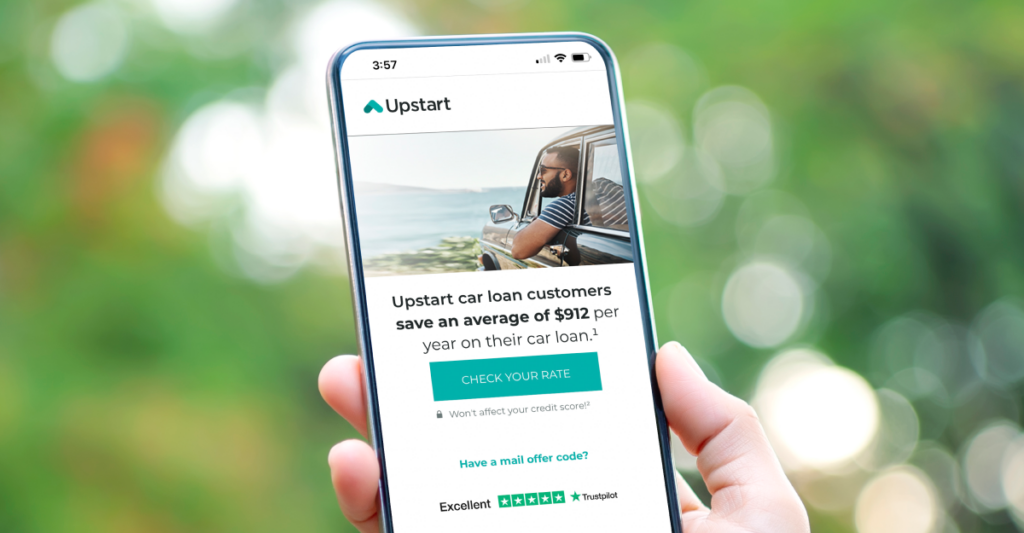 3:57
Upstart
Upstart car loan customers
save an average of $912 per
year on their car loan.¹
CHECK YOUR RATE
Won't affect your credit score!²
Have a mail offer code?
Excellent Trustpilot